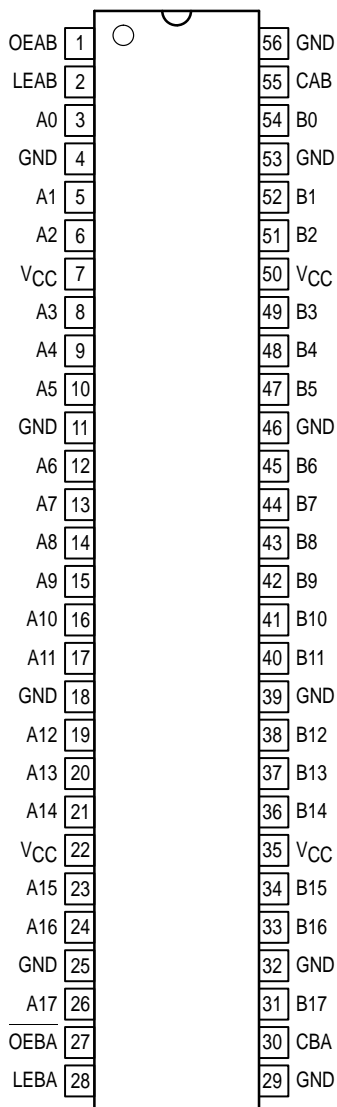 OEAB 1 56 GND
LEAB 2 55 CAB
A0 3 54 B0
GND 4 53 GND
A1 5 52 B1
A2 6 51 B2
VCC 7 50 VCC
A3 8 49 B3
A4 9 48 B4
A5 10 47 B5
GND 11 46 GND
A6 12 45 B6
A7 13 44 B7
A8 14 43 B8
A9 15 42 B9
A10 16 41 B10
A11 17 40 B11
GND 18 39 GND
A12 19 38 B12
A13 20 37 B13
A14 21 36 B14
VCC 22 35 VCC
A15 23 34 B15
A16 24 33 B16
GND 25 32 GND
A17 26 31 B17
OEBA 27 30 CBA
LEBA 28 29 GND